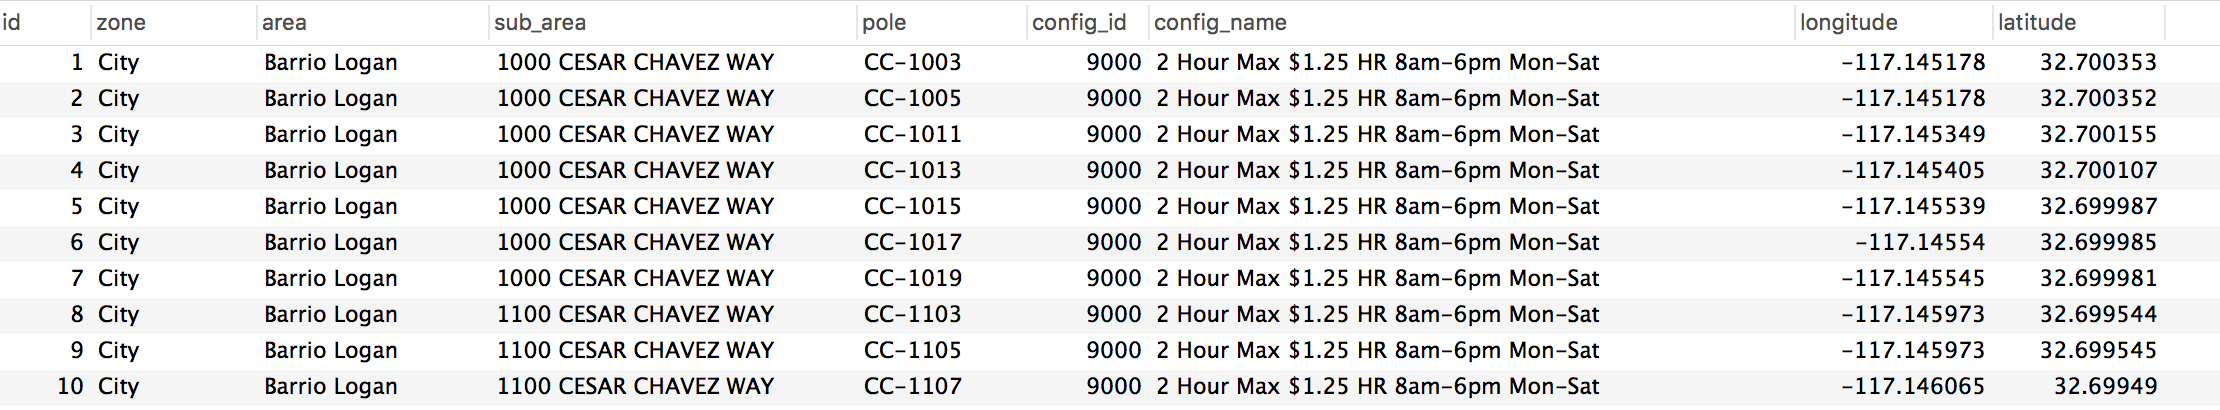 id zone area sub_area pole config_id config_name longitude latitude
1 City Barrio Logan 1000 CESAR CHAVEZ WAY CC-1003 9000 2 Hour Max $1.25 HR 8am-6pm Mon-Sat -117.145178 32.700353
2 City Barrio Logan 1000 CESAR CHAVEZ WAY CC-1005 9000 2 Hour Max $1.25 HR 8am-6pm Mon-Sat -117.145178 32.700352
3 City Barrio Logan 1000 CESAR CHAVEZ WAY CC-1011 9000 2 Hour Max $1.25 HR 8am-6pm Mon-Sat -117.145349 32.700155
4 City Barrio Logan 1000 CESAR CHAVEZ WAY CC-1013 9000 2 Hour Max $1.25 HR 8am-6pm Mon-Sat -117.145405 32.700107
5 City Barrio Logan 1000 CESAR CHAVEZ WAY CC-1015 9000 2 Hour Max $1.25 HR 8am-6pm Mon-Sat -117.145539 32.699987
6 City Barrio Logan 1000 CESAR CHAVEZ WAY CC-1017 9000 2 Hour Max $1.25 HR 8am-6pm Mon-Sat -117.14554 32.699985
7 City Barrio Logan 1000 CESAR CHAVEZ WAY CC-1019 9000 2 Hour Max $1.25 HR 8am-6pm Mon-Sat -117.145545 32.699981
8 City Barrio Logan 1100 CESAR CHAVEZ WAY CC-1103 9000 2 Hour Max $1.25 HR 8am-6pm Mon-Sat -117.145973 32.699544
9 City Barrio Logan 1100 CESAR CHAVEZ WAY CC-1105 9000 2 Hour Max $1.25 HR 8am-6pm Mon-Sat -117.145973 32.699545
10 City Barrio Logan 1100 CESAR CHAVEZ WAY CC-1107 9000 2 Hour Max $1.25 HR 8am-6pm Mon-Sat -117.146065 32.69949